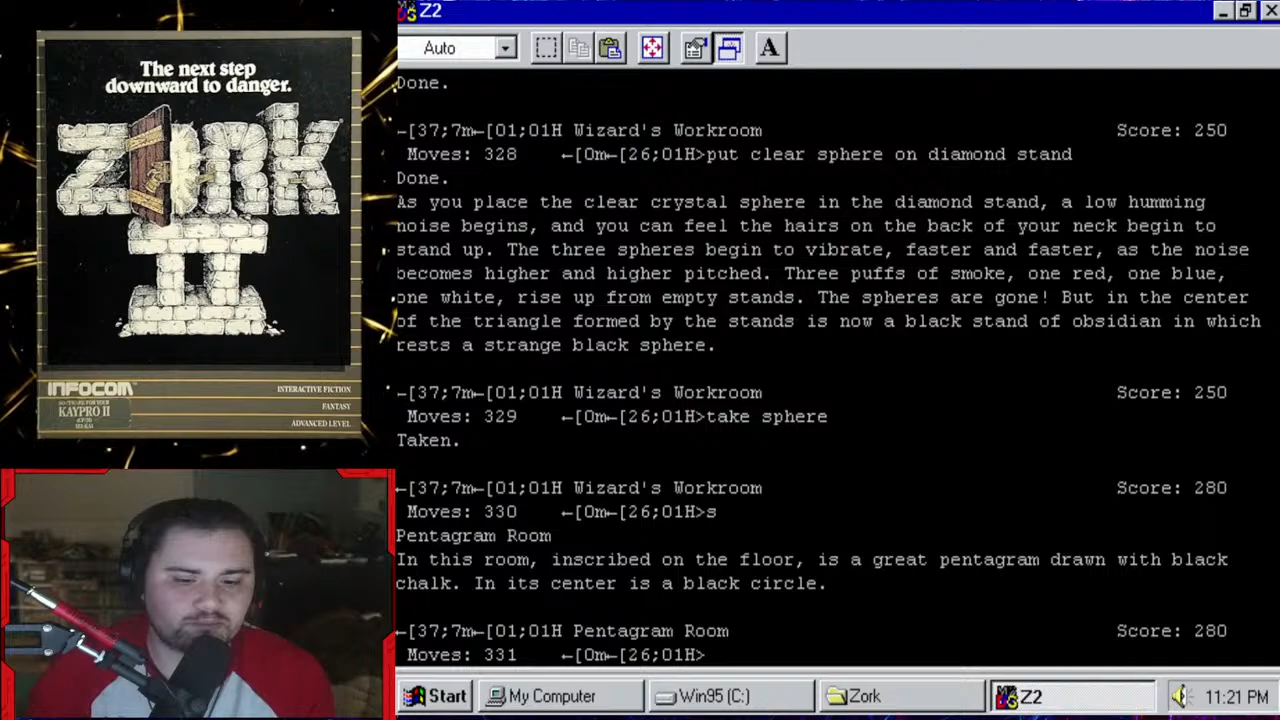 The next step
downward to danger.
ZORK
II
INFOCOM
SOFTWARE FOR YOUR
KAYPRO II
INTERACTIVE FICTION
FANTASY
ADVANCED LEVEL
Z2
Auto
A
Done.
←[37;7m←[01;01H Wizard's Workroom Score: 250
Moves: 328 ←[0m←[26;01H>put clear sphere on diamond stand
Done.
As you place the clear crystal sphere in the diamond stand, a low humming
noise begins, and you can feel the hairs on the back of your neck begin to
stand up. The three spheres begin to vibrate, faster and faster, as the noise
becomes higher and higher pitched. Three puffs of smoke, one red, one blue,
one white, rise up from empty stands. The spheres are gone! But in the center
of the triangle formed by the stands is now a black stand of obsidian in which
rests a strange black sphere.
←[37;7m←[01;01H Wizard's Workroom Score: 250
Moves: 329 ←[0m←[26;01H>take sphere
Taken.
←[37;7m←[01;01H Wizard's Workroom Score: 280
Moves: 330 ←[0m←[26;01H>s
Pentagram Room
In this room, inscribed on the floor, is a great pentagram drawn with black
chalk. In its center is a black circle.
←[37;7m←[01;01H Pentagram Room Score: 280
Moves: 331 ←[0m←[26;01H>
Start My Computer Win95 (C:) Zork Z2 11:21 PM